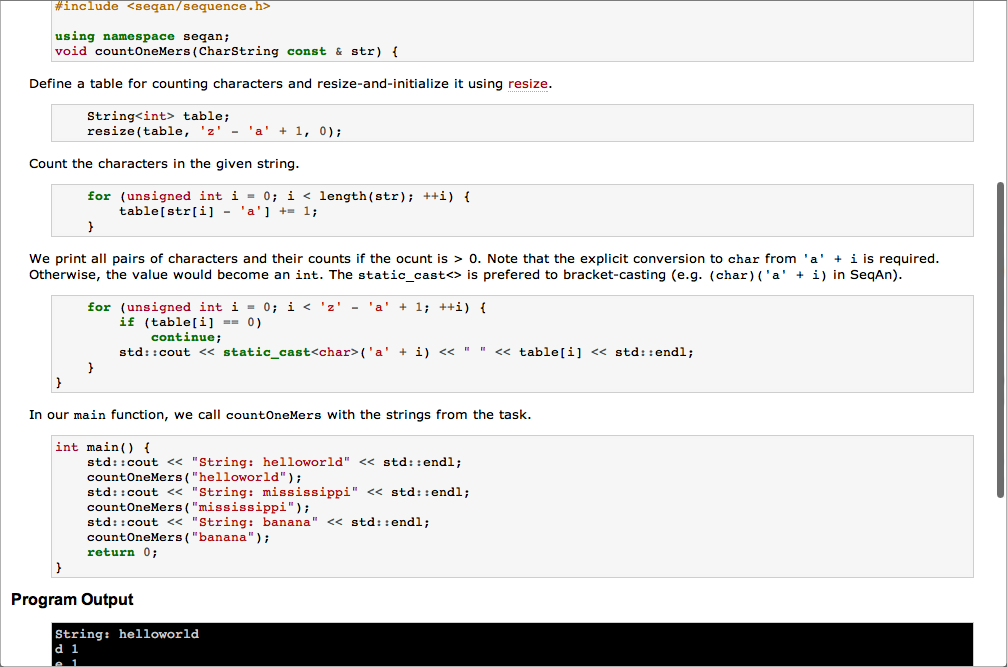 #include <seqan/sequence.h>
using namespace seqan;
void countOneMers(CharString const & str) {
Define a table for counting characters and resize-and-initialize it using resize.
String<int> table;
resize(table, 'z' - 'a' + 1, 0);
Count the characters in the given string.
for (unsigned int i = 0; i < length(str); ++i) {
table[str[i] - 'a'] += 1;
}
We print all pairs of characters and their counts if the ocunt is > 0. Note that the explicit conversion to char from 'a' + i is required.
Otherwise, the value would become an int. The static_cast<> is prefered to bracket-casting (e.g. (char)('a' + i) in SeqAn).
for (unsigned int i = 0; i < 'z' - 'a' + 1; ++i) {
if (table[i] == 0)
continue;
std::cout << static_cast<char>('a' + i) << " " << table[i] << std::endl;
}
}
In our main function, we call countOneMers with the strings from the task.
int main() {
std::cout << "String: helloworld" << std::endl;
countOneMers("helloworld");
std::cout << "String: mississippi" << std::endl;
countOneMers("mississippi");
std::cout << "String: banana" << std::endl;
countOneMers("banana");
return 0;
}
Program Output
String: helloworld
d 1
e 1